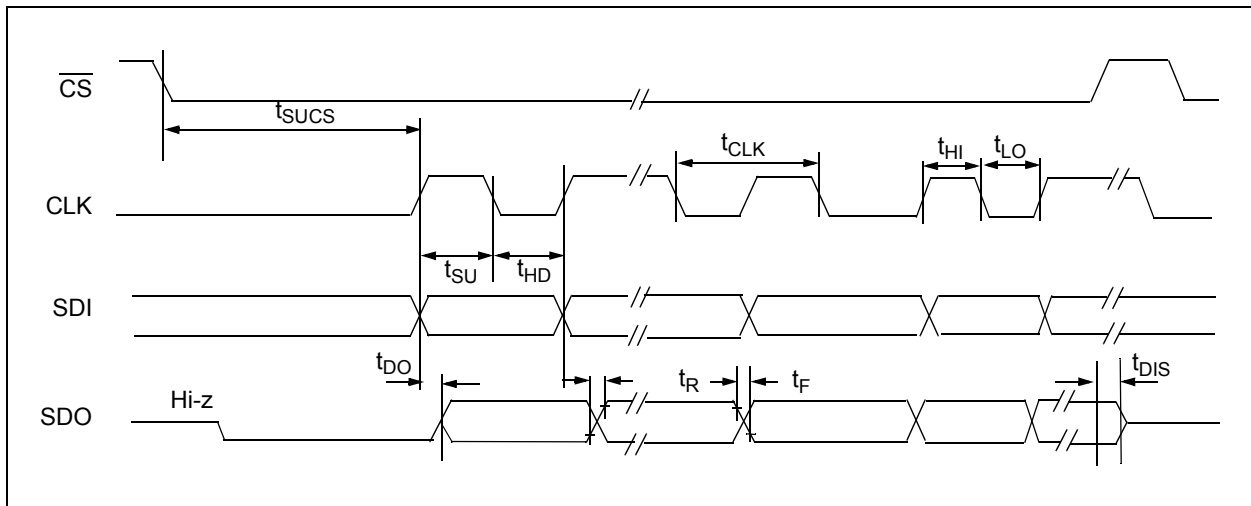 CS
tSUCS
tCLK
tHI
tLO
CLK
tSU
tHD
SDI
tDO
tR
tF
tDIS
Hi-z
SDO